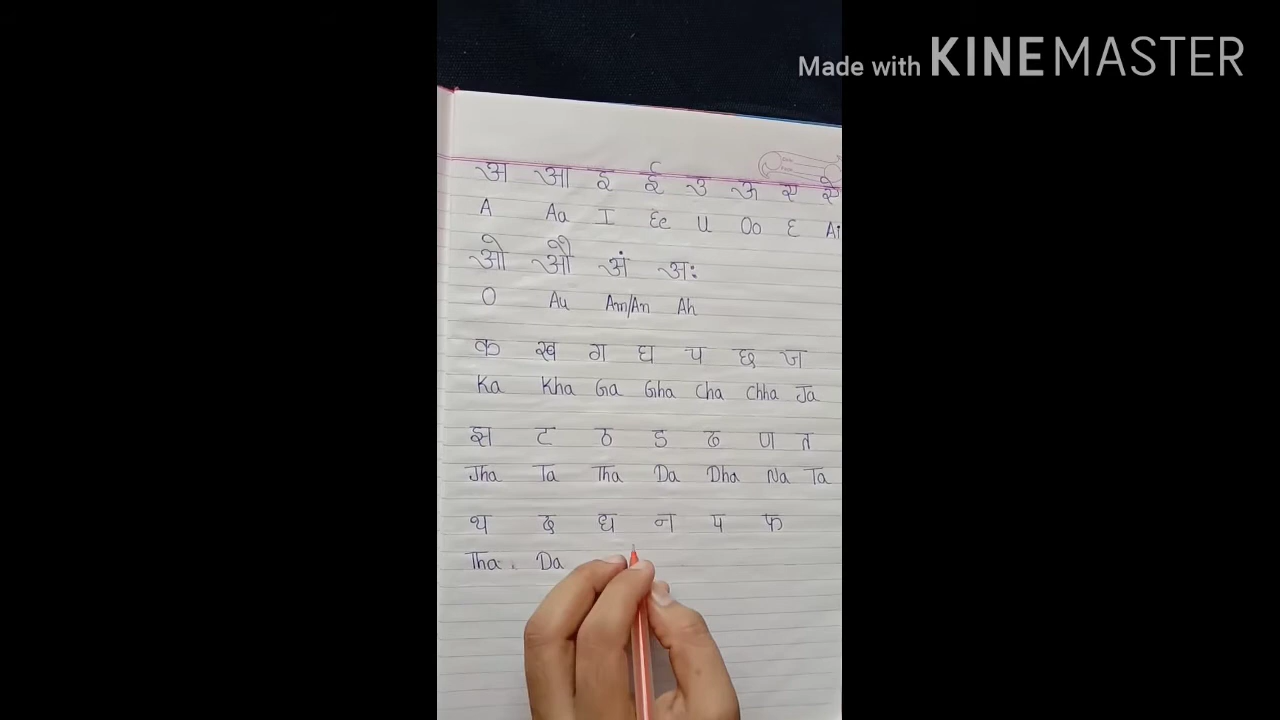 Made with KINEMASTER
अ आ इ ई उ ऊ ए ऐ
A Aa I Ee U Oo E Ai
ओ औ अं अः
O Au Am/An Ah
क ख ग घ च छ ज
Ka Kha Ga Gha Cha Chha Ja
झ ट ठ ड ढ ण त
Jha Ta Tha Da Dha Na Ta
थ द ध न प फ
Tha Da